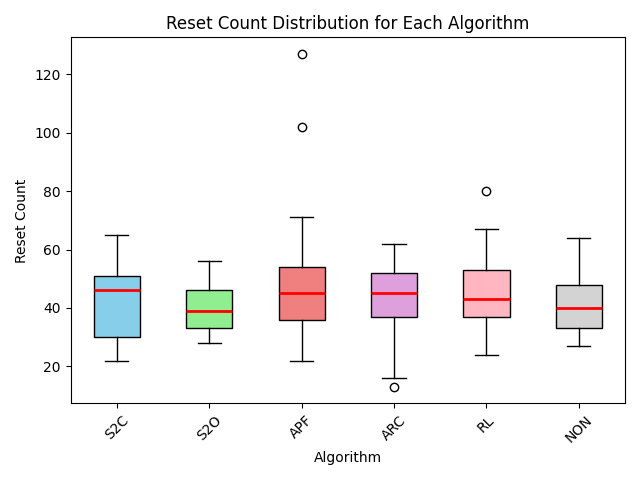 Reset Count Distribution for Each Algorithm
Reset Count
120
100
80
60
40
20
S2C
S2O
APF
ARC
RL
NON
Algorithm